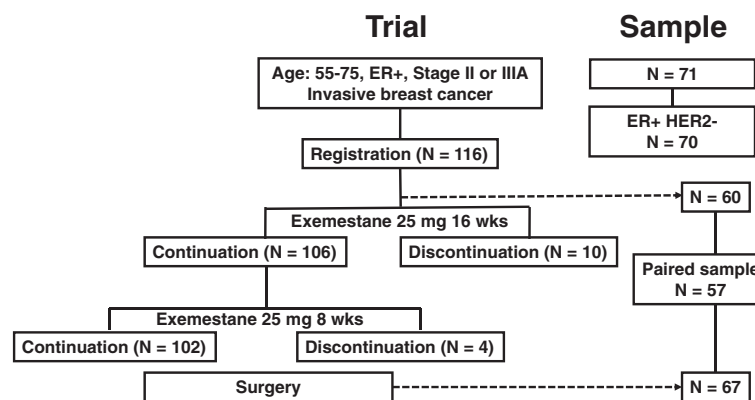 Trial
Sample
Age: 55-75, ER+, Stage II or IIIA
Invasive breast cancer
N = 71
ER+ HER2-
N = 70
Registration (N = 116)
N = 60
Exemestane 25 mg 16 wks
Continuation (N = 106)
Discontinuation (N = 10)
Paired sample
N = 57
Exemestane 25 mg 8 wks
Continuation (N = 102)
Discontinuation (N = 4)
Surgery
N = 67